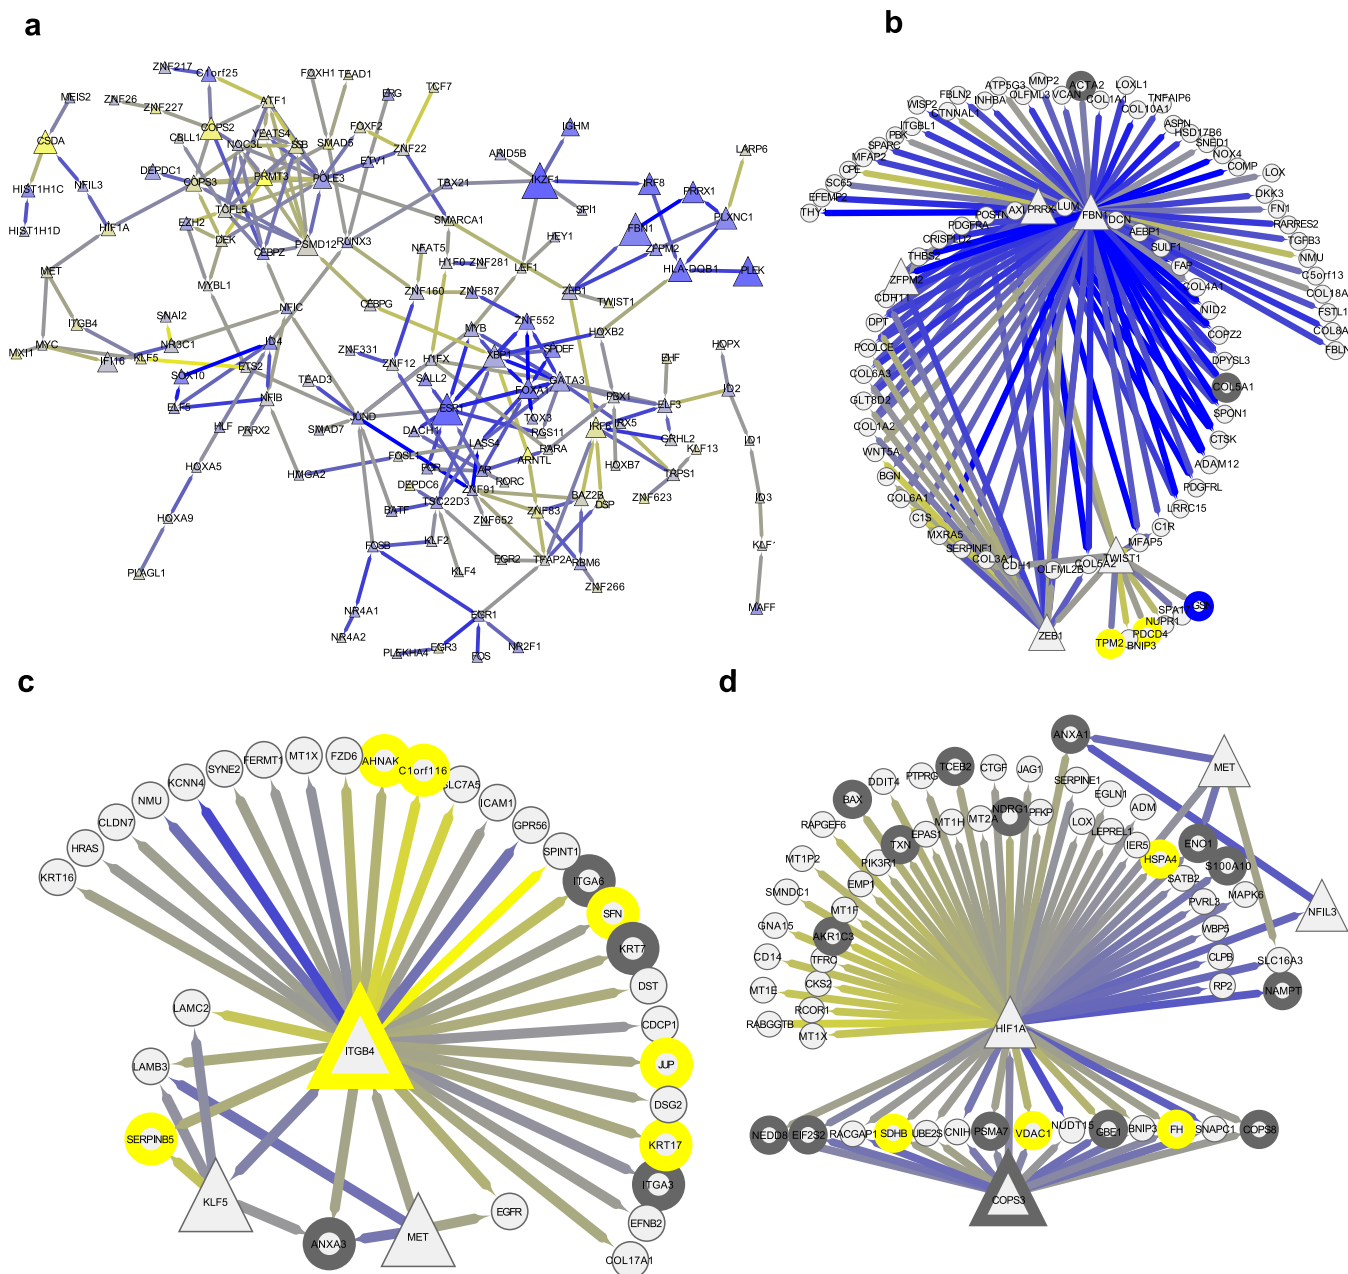 a
ZNF217
C1orf25
FOXH1
TEAD1
MEIS2
ZNF26
ZNF227
ATF1
ERG
TCF7
CSDA
COPS2
YEATS4
SSB
SMAD5
FOXF2
IGHM
NOC3L
ZNF22
ARID5B
LARP6
DEPDC1
COPS3
PRMT3
POLE3
ETV1
TBX21
IKZF1
IRF8
PRRX1
HIST1H1C
NFIL3
HIST1H1D
HIF1A
EZH2
TCFL5
DEK
CEBPZ
PSMD12
RUNX3
SMARCA1
SPI1
FBN1
PLXNC1
ZFPM2
HEY1
NFAT5
H1F0
ZNF281
LEF1
HLA-DQB1
PLEK
MET
MYBL1
CEBPG
ZNF160
ZNF587
ZEB1
TWIST1
NFIC
ITGB4
SNAI2
MYC
MXI1
NR3C1
KLF5
IF16
ID4
ETS2
SOX10
MYB
ZNF552
HOXB2
ZNF331
ZNF12
H1FX
XBP1
SPDEF
EHF
HOPX
TEAD3
SALL2
FOXA1
GATA3
PBX1
ID2
ELF5
NFIB
HLF
PRRX2
SMAD7
JUND
ESR1
TOX3
ELF3
DACH1
RGS11
IRX5
GRHL2
ID1
HOXA5
HMGA2
FOSL1
LASS4
RARA
ARNTL
HOXB7
KLF13
TRPS1
AR
RORC
DEPDC6
ZNF91
TSC22D3
BATF
BAZ2B
DSP
ZNF623
ID3
HOXA9
ZNF652
ZNF83
FOSB
KLF2
KLF4
EGR2
TFAP2A
RBM6
ZNF266
PLAGL1
MAFF
NR4A1
NR4A2
EGR1
PLEKHA4
EGR3
FOS
NR2F1
b
ATP5G3
MMP2
ACTA2
LOXL1
FBLN2
INHBA
OLFML3
VCAN
COL1A1
COL10A1
TNFAIP6
WISP2
CTNNAL1
ITGBL1
PBK
SPARC
MFAP2
CPE
SC65
EFEMP2
THY1
ASPN
HSD17B6
SNED1
NOX4
COMP
LOX
DKK3
FN1
RARRES2
TGFB3
NMU
C5orf13
FSTL1
POSTN
LUM
FBN1
DCN
AEBP1
SULF1
FAP
PDGFRA
CRISPLD2
THBS2
ZFPM2
CDH11
COL4A1
NID2
COPZ2
DPYSL3
COL5A1
SPON1
CTSK
ADAM12
PDGFRL
LRRC15
C1R
MFAP5
DPT
PCOLCE
COL6A3
GLT8D2
COL1A2
WNT5A
BGN
COL6A1
C1S
MXRA5
SERPINF1
COL3A1
CDH1
OLFML2B
COL5A2
TWIST1
ZEB1
TPM2
BNIP3
PDCD4
NUPR1
GSN
c
FERMT1
MT1X
FZD6
AHNAK
C1orf116
SLC7A5
SYNE2
KCNN4
NMU
CLDN7
HRAS
KRT16
ICAM1
GPR56
SPINT1
ITGA6
SFN
KRT7
DST
CDCP1
JUP
DSG2
KRT17
ITGA3
EFNB2
COL17A1
LAMC2
LAMB3
SERPINB5
ITGB4
KLF5
ANXA3
MET
EGFR
d
ANXA1
MET
TCEB2
CTGF
JAG1
SERPINE1
DDIT4
PTPRG
BAX
NDRG1
PFKP
EGLN1
ADM
RAPGEF6
MT1H
MT2A
LOX
LEPREL1
EPAS1
TXN
IER5
ENO1
HSPA4
S100A10
MT1P2
PIK3R1
SATB2
SMNDC1
EMP1
MAPK6
PVRL3
NFIL3
GNA15
MT1F
AKR1C3
WBP5
CD14
TFRC
CLPB
SLC16A3
MT1E
CKS2
RP2
NAMPT
RABGGTB
RCOR1
MT1X
HIF1A
NEDD8
EIF2S2
RACGAP1
SDHB
UBE2S
CNIH
PSMA7
VDAC1
NUDT15
GBE1
BNIP3
FH
SNAPC1
COPS8
COPS3